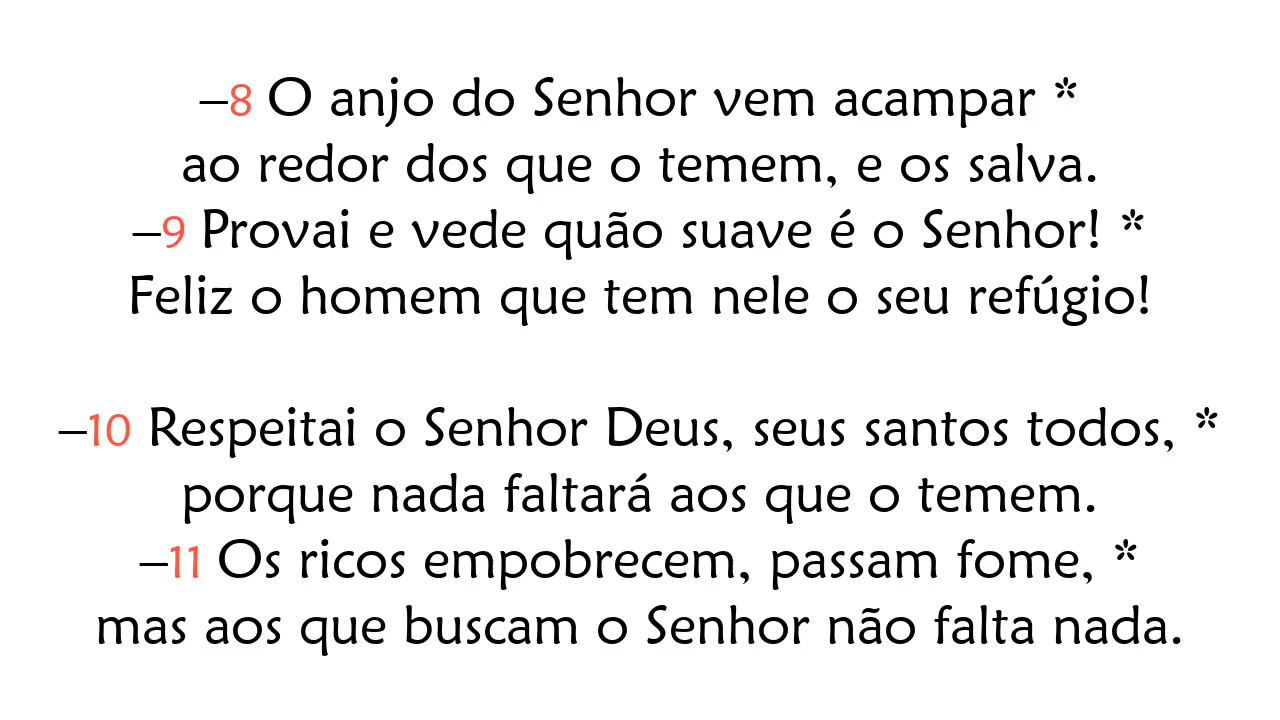 –8 O anjo do Senhor vem acampar *
ao redor dos que o temem, e os salva.
–9 Provai e vede quão suave é o Senhor! *
Feliz o homem que tem nele o seu refúgio!
–10 Respeitai o Senhor Deus, seus santos todos, *
porque nada faltará aos que o temem.
–11 Os ricos empobrecem, passam fome, *
mas aos que buscam o Senhor não falta nada.